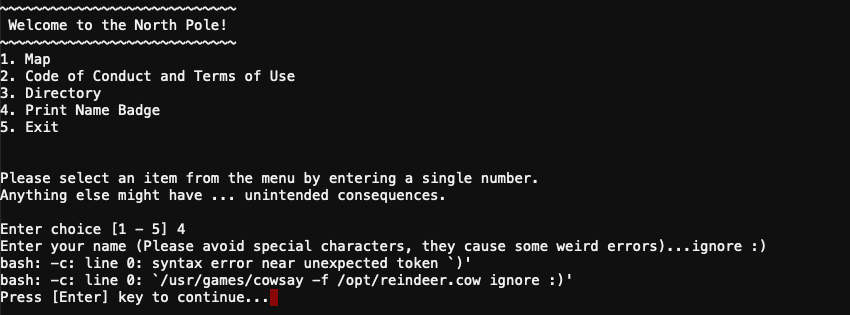 ~~~~~~~~~~~~~~~~~~~~~~~~~~~~
 Welcome to the North Pole!
~~~~~~~~~~~~~~~~~~~~~~~~~~~~
1. Map
2. Code of Conduct and Terms of Use
3. Directory
4. Print Name Badge
5. Exit
Please select an item from the menu by entering a single number.
Anything else might have ... unintended consequences.
Enter choice [1 - 5] 4
Enter your name (Please avoid special characters, they cause some weird errors)...ignore :)
bash: -c: line 0: syntax error near unexpected token `)'
bash: -c: line 0: `/usr/games/cowsay -f /opt/reindeer.cow ignore :)'
Press [Enter] key to continue...